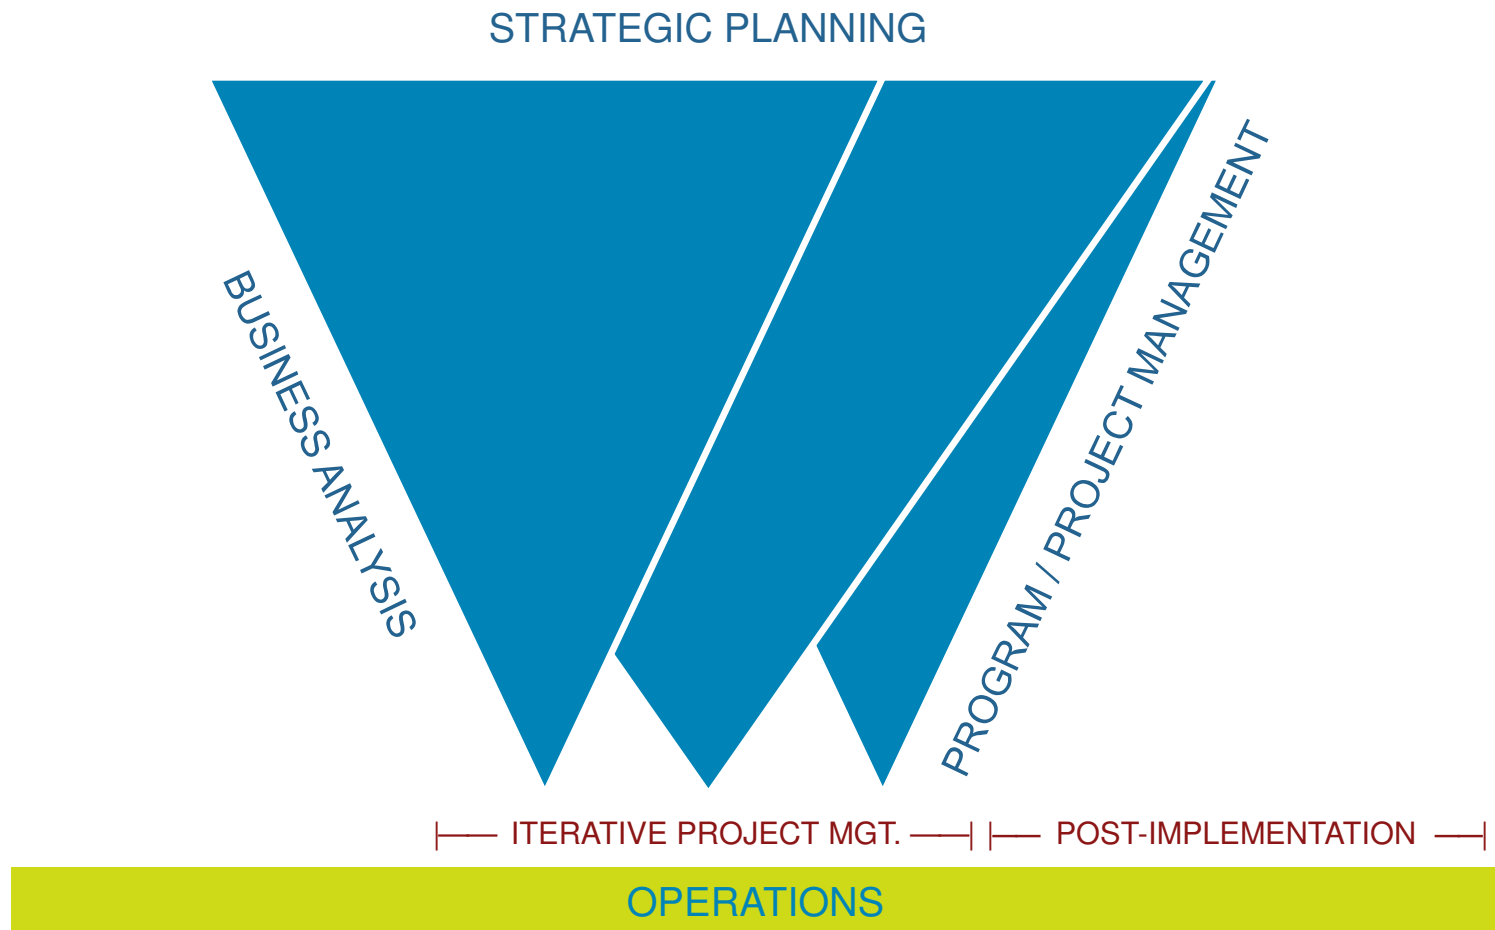 STRATEGIC PLANNING
BUSINESS ANALYSIS
PROGRAM / PROJECT MANAGEMENT
ITERATIVE PROJECT MGT.
POST-IMPLEMENTATION
OPERATIONS